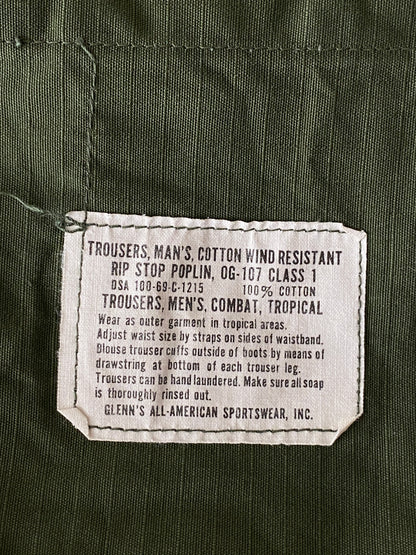 TROUSERS, MAN'S, COTTON WIND RESISTANT
RIP STOP POPLIN, OG-107 CLASS 1
DSA 100-69-C-1215 100% COTTON
TROUSERS, MEN'S, COMBAT, TROPICAL
Wear as outer garment in tropical areas.
Adjust waist size by straps on sides of waistband.
Blouse trouser cuffs outside of boots by means of
drawstring at bottom of each trouser leg.
Trousers can be hand laundered. Make sure all soap
is thoroughly rinsed out.
GLENN'S ALL-AMERICAN SPORTSWEAR, INC.